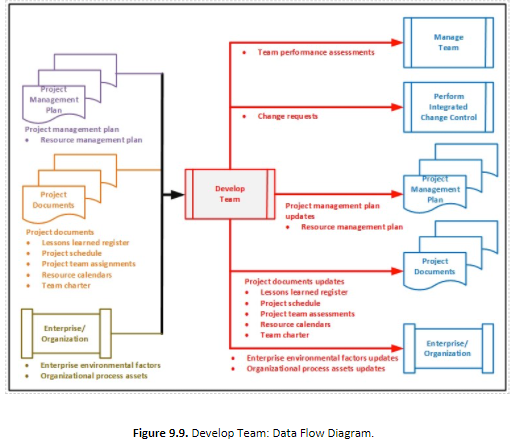 Project
Management
Plan
Project management plan
• Resource management plan
Project
Documents
Project documents
• Lessons learned register
• Project schedule
• Project team assignments
• Resource calendars
• Team charter
Enterprise/
Organization
• Enterprise environmental factors
• Organizational process assets
Develop
Team
• Team performance assessments
Manage
Team
• Change requests
Perform
Integrated
Change Control
Project management plan
updates
• Resource management plan
Project
Management
Plan
Project documents updates
• Lessons learned register
• Project schedule
• Project team assessments
• Resource calendars
• Team charter
Project
Documents
• Enterprise environmental factors updates
• Organizational process assets updates
Enterprise/
Organization
Figure 9.9. Develop Team: Data Flow Diagram.